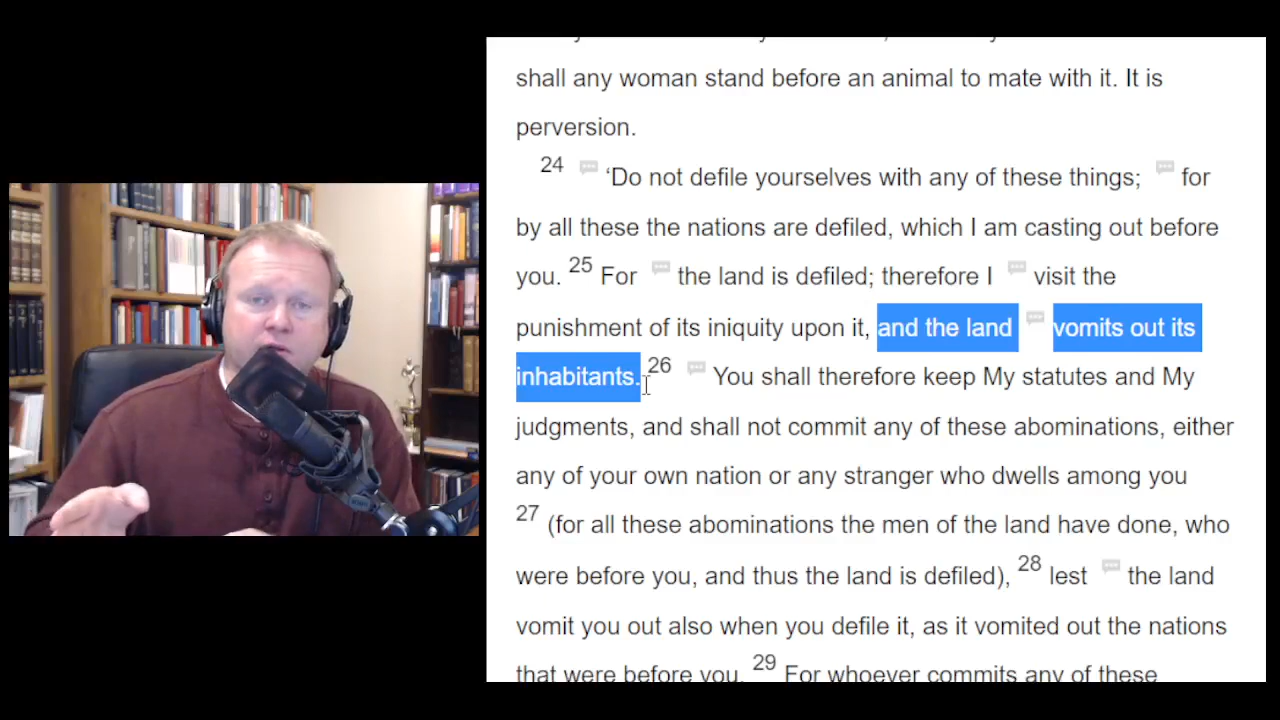 shall any woman stand before an animal to mate with it. It is
perversion.
24 ‘Do not defile yourselves with any of these things; for
by all these the nations are defiled, which I am casting out before
you. 25 For the land is defiled; therefore I visit the
punishment of its iniquity upon it, and the land vomits out its
inhabitants. 26 You shall therefore keep My statutes and My
judgments, and shall not commit any of these abominations, either
any of your own nation or any stranger who dwells among you
27 (for all these abominations the men of the land have done, who
were before you, and thus the land is defiled), 28 lest the land
vomit you out also when you defile it, as it vomited out the nations
that were before you. 29 For whoever commits any of these